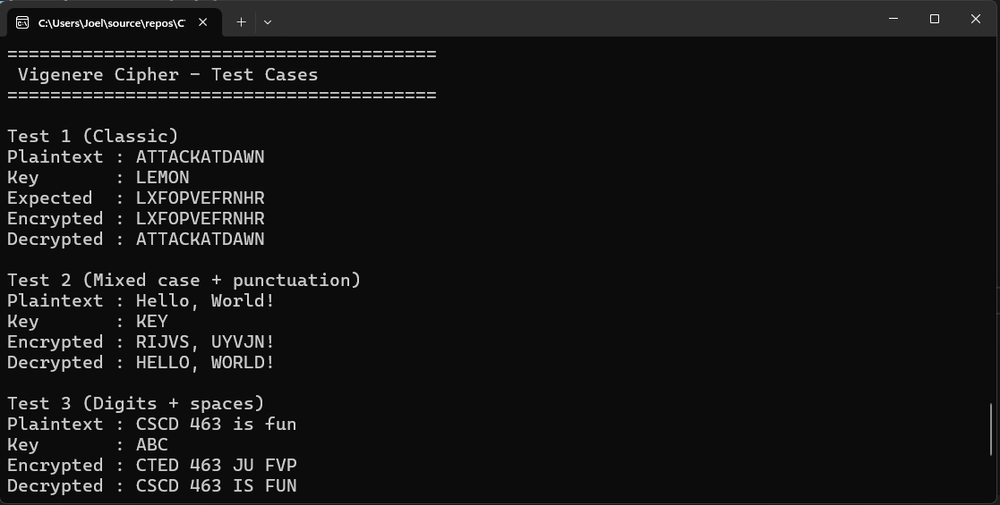 C:\Users\Joel\source\repos\C
========================================
 Vigenere Cipher - Test Cases
========================================

Test 1 (Classic)
Plaintext : ATTACKATDAWN
Key       : LEMON
Expected  : LXFOPVEFRNHR
Encrypted : LXFOPVEFRNHR
Decrypted : ATTACKATDAWN

Test 2 (Mixed case + punctuation)
Plaintext : Hello, World!
Key       : KEY
Encrypted : RIJVS, UYVJN!
Decrypted : HELLO, WORLD!

Test 3 (Digits + spaces)
Plaintext : CSCD 463 is fun
Key       : ABC
Encrypted : CTED 463 JU FVP
Decrypted : CSCD 463 IS FUN